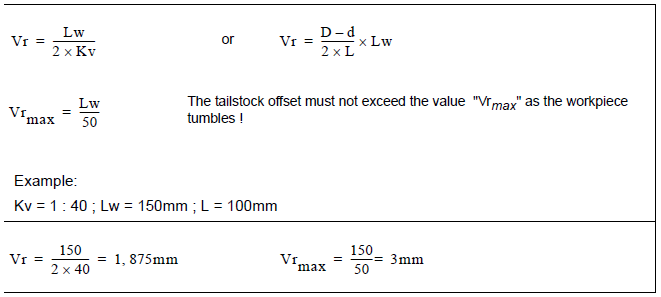 Vr = Lw / 2 × Kv or Vr = D – d / 2 × L × Lw
Vrmax = Lw / 50 The tailstock offset must not exceed the value "Vrmax" as the workpiece
tumbles !
Example:
Kv = 1 : 40 ; Lw = 150mm ; L = 100mm
Vr = 150 / 2 × 40 = 1, 875mm Vrmax = 150 / 50 = 3mm